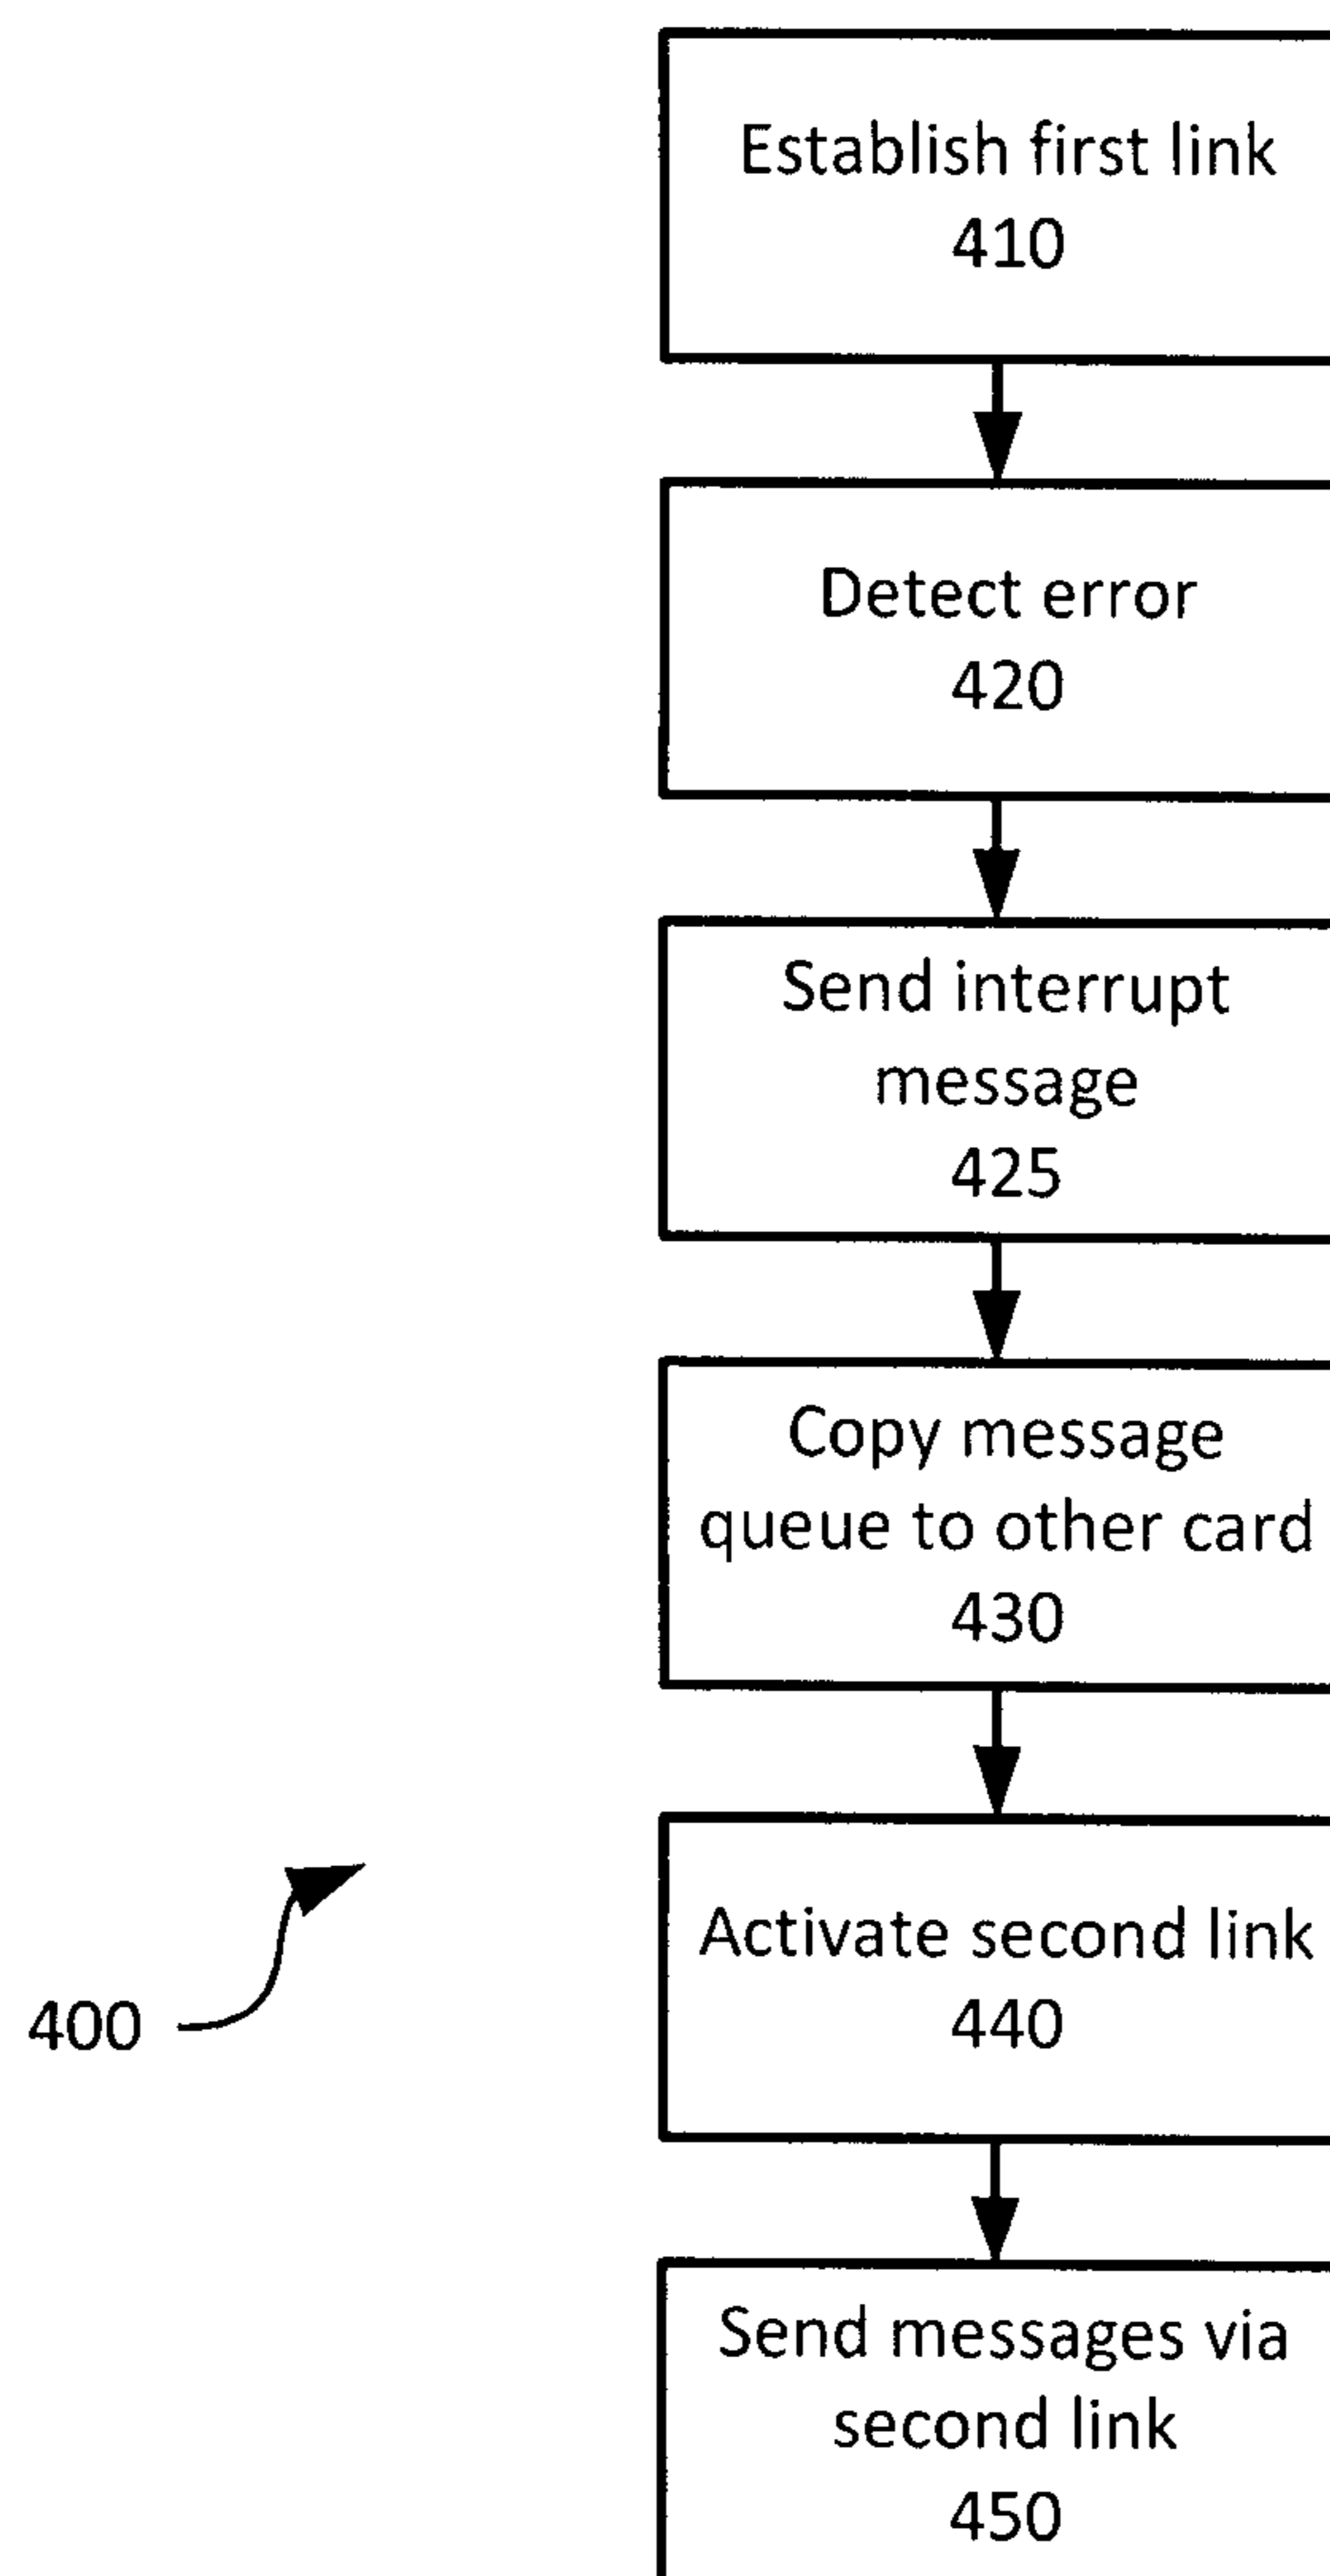 Establish first link
410
Detect error
420
Send interrupt
message
425
Copy message
queue to other card
430
Activate second link
440
400
Send messages via
second link
450